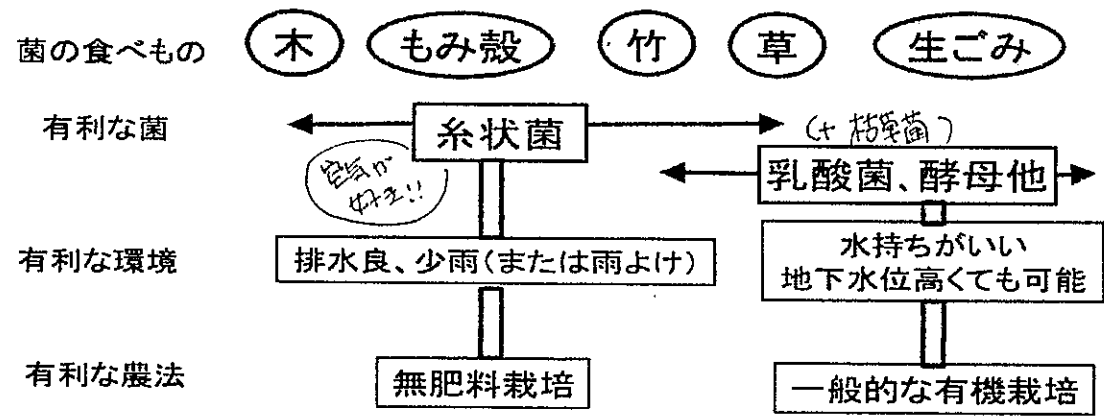 菌の食べもの 木 もみ殻 竹 草 生ごみ
有利な菌 糸状菌
(+ 枯草菌)
乳酸菌、酵母他
空気が
好き!!
有利な環境 排水良、少雨(または雨よけ)
水持ちがいい
地下水位高くても可能
有利な農法 無肥料栽培 一般的な有機栽培